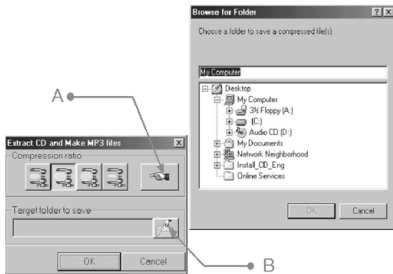 Browse for Folder
Choose a folder to save a compressed file(s)
My Computer
Desktop
My Computer
3½ Floppy (A:)
(C:)
Audio CD (D:)
My Documents
Network Neighborhood
Install_CD_Eng
Online Services
OK Cancel
A
Extract CD and Make MP3 files
Compression ratio
Target folder to save
OK Cancel
B